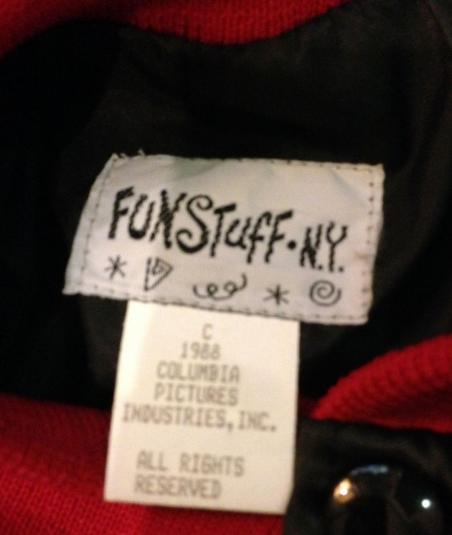 FUNSTUFF·N.Y.
C
1988
COLUMBIA
PICTURES
INDUSTRIES, INC.
ALL RIGHTS
RESERVED